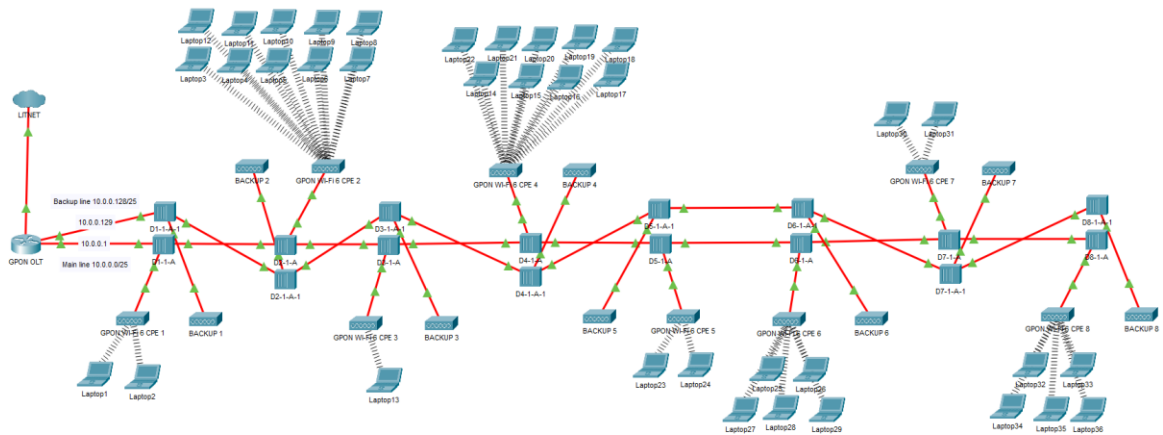 Laptop12
Laptop11
Laptop10
Laptop9
Laptop8
Laptop3
Laptop4
Laptop5
Laptop6
Laptop7
Laptop22
Laptop21
Laptop20
Laptop19
Laptop18
Laptop14
Laptop15
Laptop16
Laptop17
LITNET
Laptop30
Laptop31
BACKUP 2
GPON Wi-Fi 6 CPE 2
GPON Wi-Fi 6 CPE 4
BACKUP 4
GPON Wi-Fi 6 CPE 7
BACKUP 7
Backup line 10.0.0.128/25
10.0.0.129
D1-1-A-1
D3-1-A-1
D5-1-A-1
D6-1-A-1
D8-1-A-1
GPON OLT
10.0.0.1
Main line 10.0.0.0/25
D1-1-A
D2-1-A
D3-1-A
D4-1-A
D5-1-A
D6-1-A
D7-1-A
D8-1-A
D2-1-A-1
D4-1-A-1
D7-1-A-1
GPON Wi-Fi 6 CPE 1
BACKUP 1
GPON Wi-Fi 6 CPE 3
BACKUP 3
BACKUP 5
GPON Wi-Fi 6 CPE 5
GPON Wi-Fi 6 CPE 6
BACKUP 6
GPON Wi-Fi 6 CPE 8
BACKUP 8
Laptop1
Laptop2
Laptop13
Laptop23
Laptop24
Laptop25
Laptop26
Laptop27
Laptop28
Laptop29
Laptop32
Laptop33
Laptop34
Laptop35
Laptop36